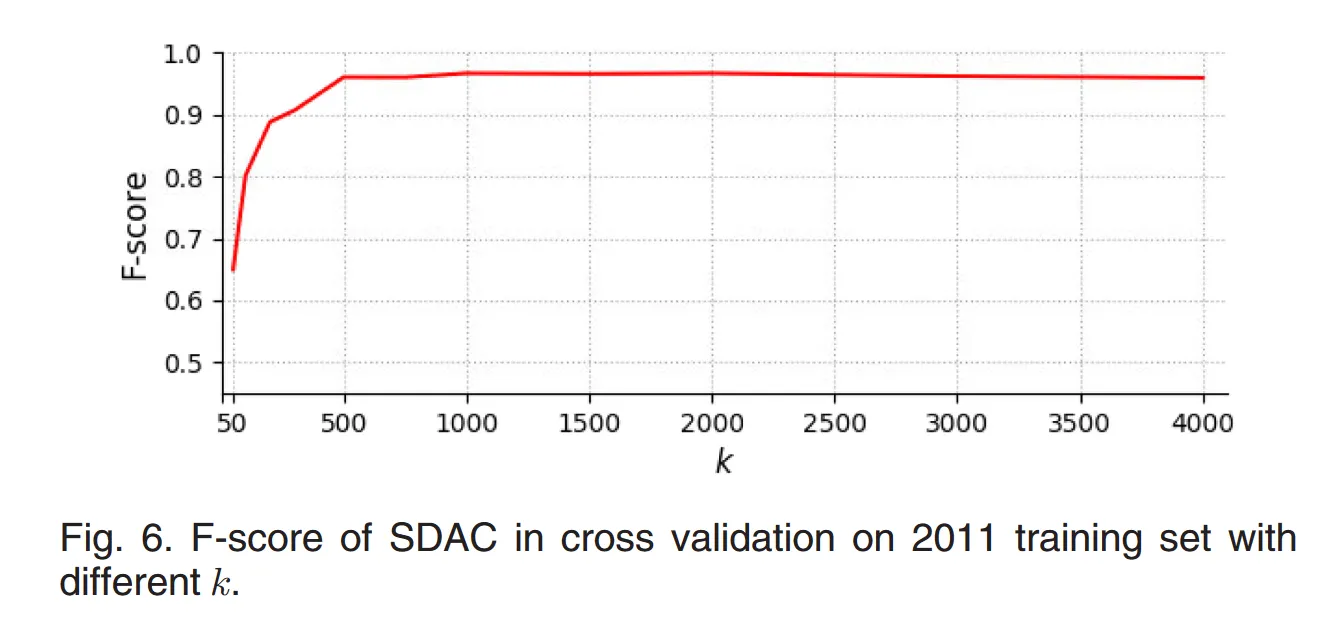 1.0
0.9
0.8
0.7
0.6
0.5
F-score
50 500 1000 1500 2000 2500 3000 3500 4000
k
Fig. 6. F-score of SDAC in cross validation on 2011 training set with
different k.